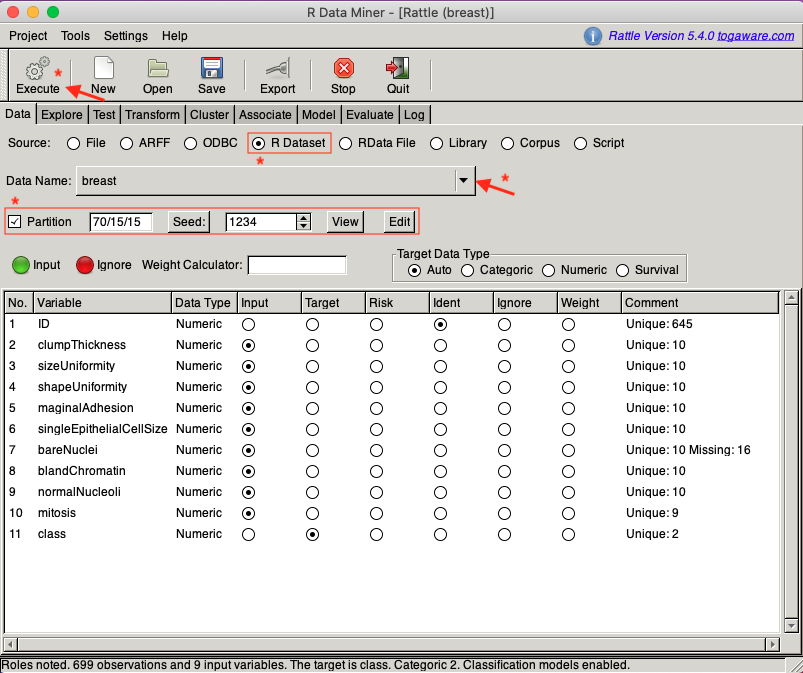 R Data Miner - [Rattle (breast)]
Project Tools Settings Help Rattle Version 5.4.0 togaware.com
Execute * New Open Save Export Stop Quit
Data Explore Test Transform Cluster Associate Model Evaluate Log
Source: File ARFF ODBC R Dataset RData File Library Corpus Script
*
Data Name: breast *
*
Partition 70/15/15 Seed: 1234 View Edit
Target Data Type
Input Ignore Weight Calculator: Auto Categoric Numeric Survival
No. Variable Data Type Input Target Risk Ident Ignore Weight Comment
1 ID Numeric Unique: 645
2 clumpThickness Numeric Unique: 10
3 sizeUniformity Numeric Unique: 10
4 shapeUniformity Numeric Unique: 10
5 maginalAdhesion Numeric Unique: 10
6 singleEpithelialCellSize Numeric Unique: 10
7 bareNuclei Numeric Unique: 10 Missing: 16
8 blandChromatin Numeric Unique: 10
9 normalNucleoli Numeric Unique: 10
10 mitosis Numeric Unique: 9
11 class Numeric Unique: 2
Roles noted. 699 observations and 9 input variables. The target is class. Categoric 2. Classification models enabled.